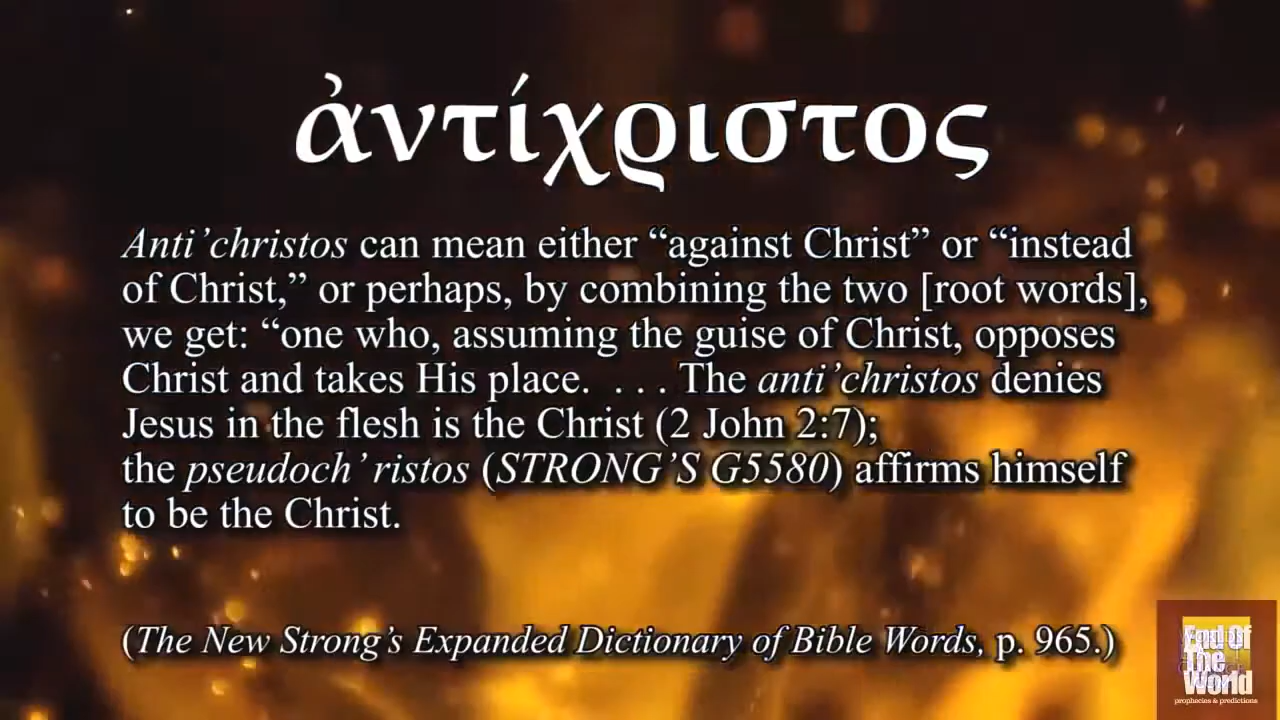 ἀντίχριστος
Anti’christos can mean either “against Christ” or “instead
of Christ,” or perhaps, by combining the two [root words],
we get: “one who, assuming the guise of Christ, opposes
Christ and takes His place. . . . The anti’christos denies
Jesus in the flesh is the Christ (2 John 2:7);
the pseudoch’ristos (STRONG’S G5580) affirms himself
to be the Christ.
(The New Strong’s Expanded Dictionary of Bible Words, p. 965.)
End Of
The
World
prophecies & predictions